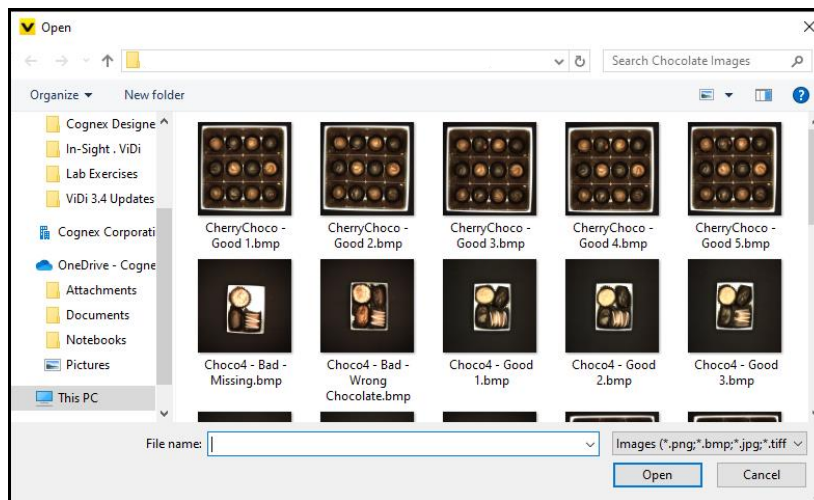 Open
Search Chocolate Images
Organize
New folder
Cognex Designe
In-Sight . ViDi
Lab Exercises
ViDi 3.4 Updates
Cognex Corporati
OneDrive - Cogne
Attachments
Documents
Notebooks
Pictures
This PC
CherryChoco -
Good 1.bmp
CherryChoco -
Good 2.bmp
CherryChoco -
Good 3.bmp
CherryChoco -
Good 4.bmp
CherryChoco -
Good 5.bmp
Choco4 - Bad -
Missing.bmp
Choco4 - Bad -
Wrong
Chocolate.bmp
Choco4 - Good
1.bmp
Choco4 - Good
2.bmp
Choco4 - Good
3.bmp
File name:
Images (*.png;*.bmp;*.jpg;*.tiff
Open
Cancel